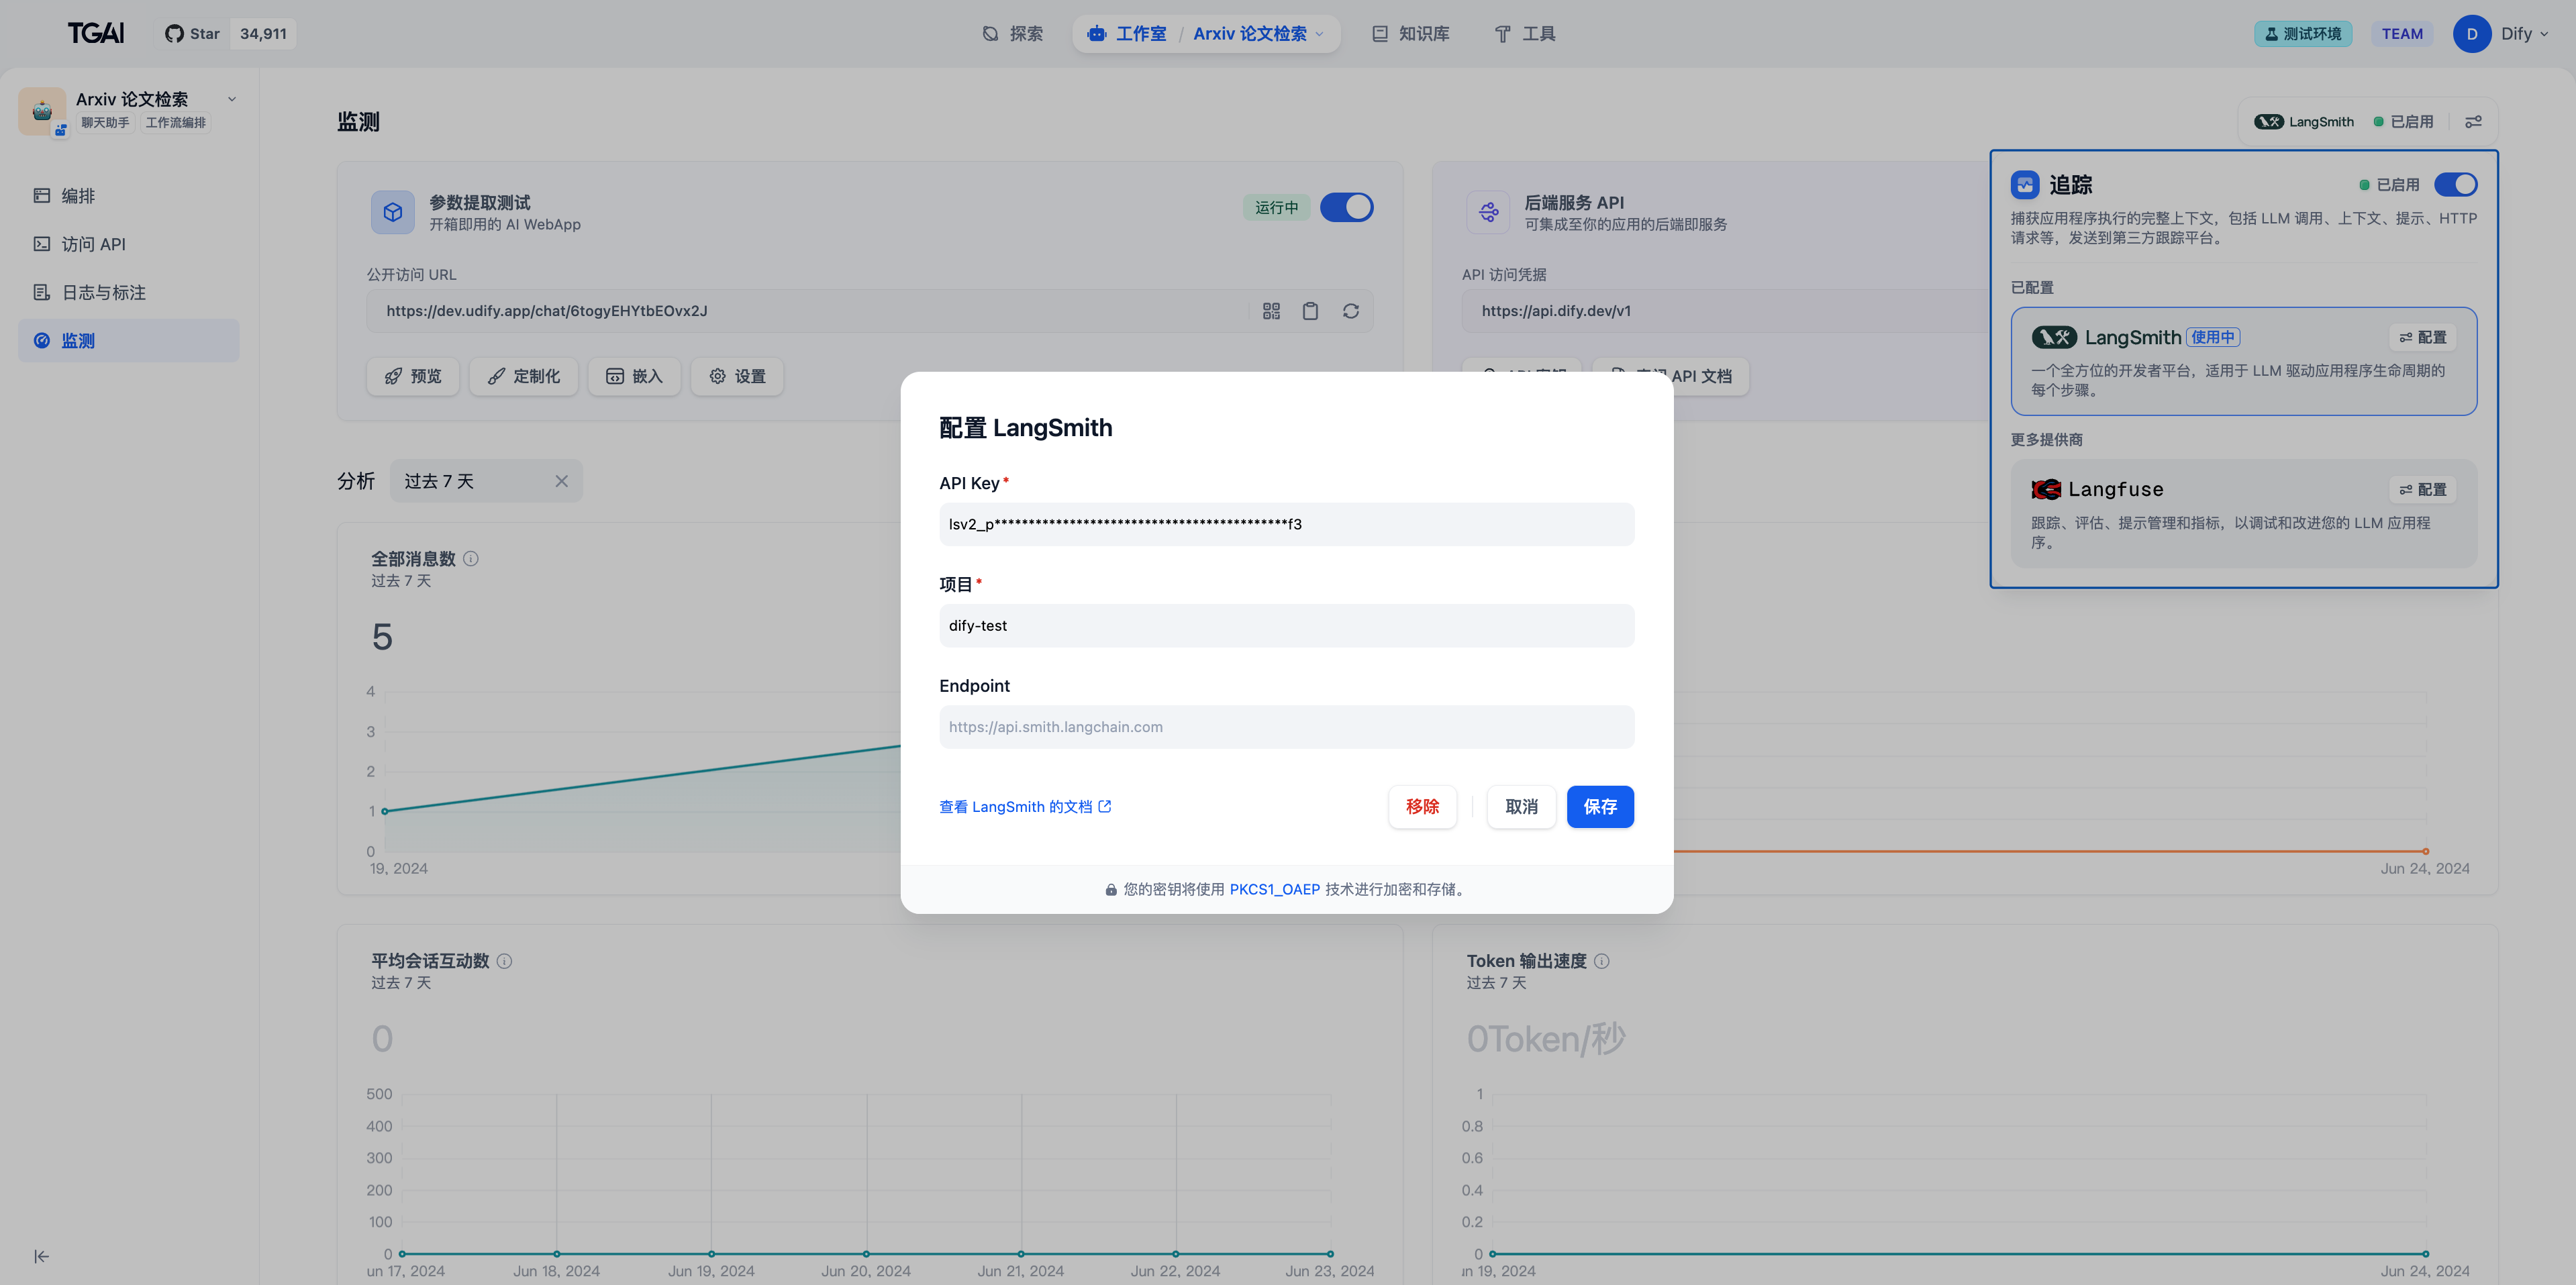 TGAI
Star 34,911
探索
工作室 / Arxiv 论文检索
知识库
工具
测试环境
TEAM
D Dify
Arxiv 论文检索
聊天助手 工作流编排
编排
访问 API
日志与标注
监测
监测
LangSmith 已启用
参数提取测试
开箱即用的 AI WebApp
运行中
公开访问 URL
https://dev.udify.app/chat/6togyEHYtbEOvx2J
预览 定制化 嵌入 设置
后端服务 API
可集成至你的应用的后端即服务
API 访问凭据
https://api.dify.dev/v1
API 文档
追踪
已启用
捕获应用程序执行的完整上下文，包括 LLM 调用、上下文、提示、HTTP
请求等，发送到第三方跟踪平台。
已配置
LangSmith 使用中 配置
一个全方位的开发者平台，适用于 LLM 驱动应用程序生命周期的
每个步骤。
更多提供商
Langfuse 配置
跟踪、评估、提示管理和指标，以调试和改进您的 LLM 应用程
序。
分析 过去 7 天
全部消息数
过去 7 天
5
4
3
2
1
0
19, 2024
Jun 24, 2024
配置 LangSmith
API Key*
lsv2_p*******************************************f3
项目*
dify-test
Endpoint
https://api.smith.langchain.com
查看 LangSmith 的文档
移除 取消 保存
您的密钥将使用 PKCS1_OAEP 技术进行加密和存储。
平均会话互动数
过去 7 天
0
500
400
300
200
100
0
un 17, 2024 Jun 18, 2024 Jun 19, 2024 Jun 20, 2024 Jun 21, 2024 Jun 22, 2024 Jun 23, 2024
Token 输出速度
过去 7 天
0Token/秒
1
0.8
0.6
0.4
0.2
0
n 19, 2024 Jun 24, 2024